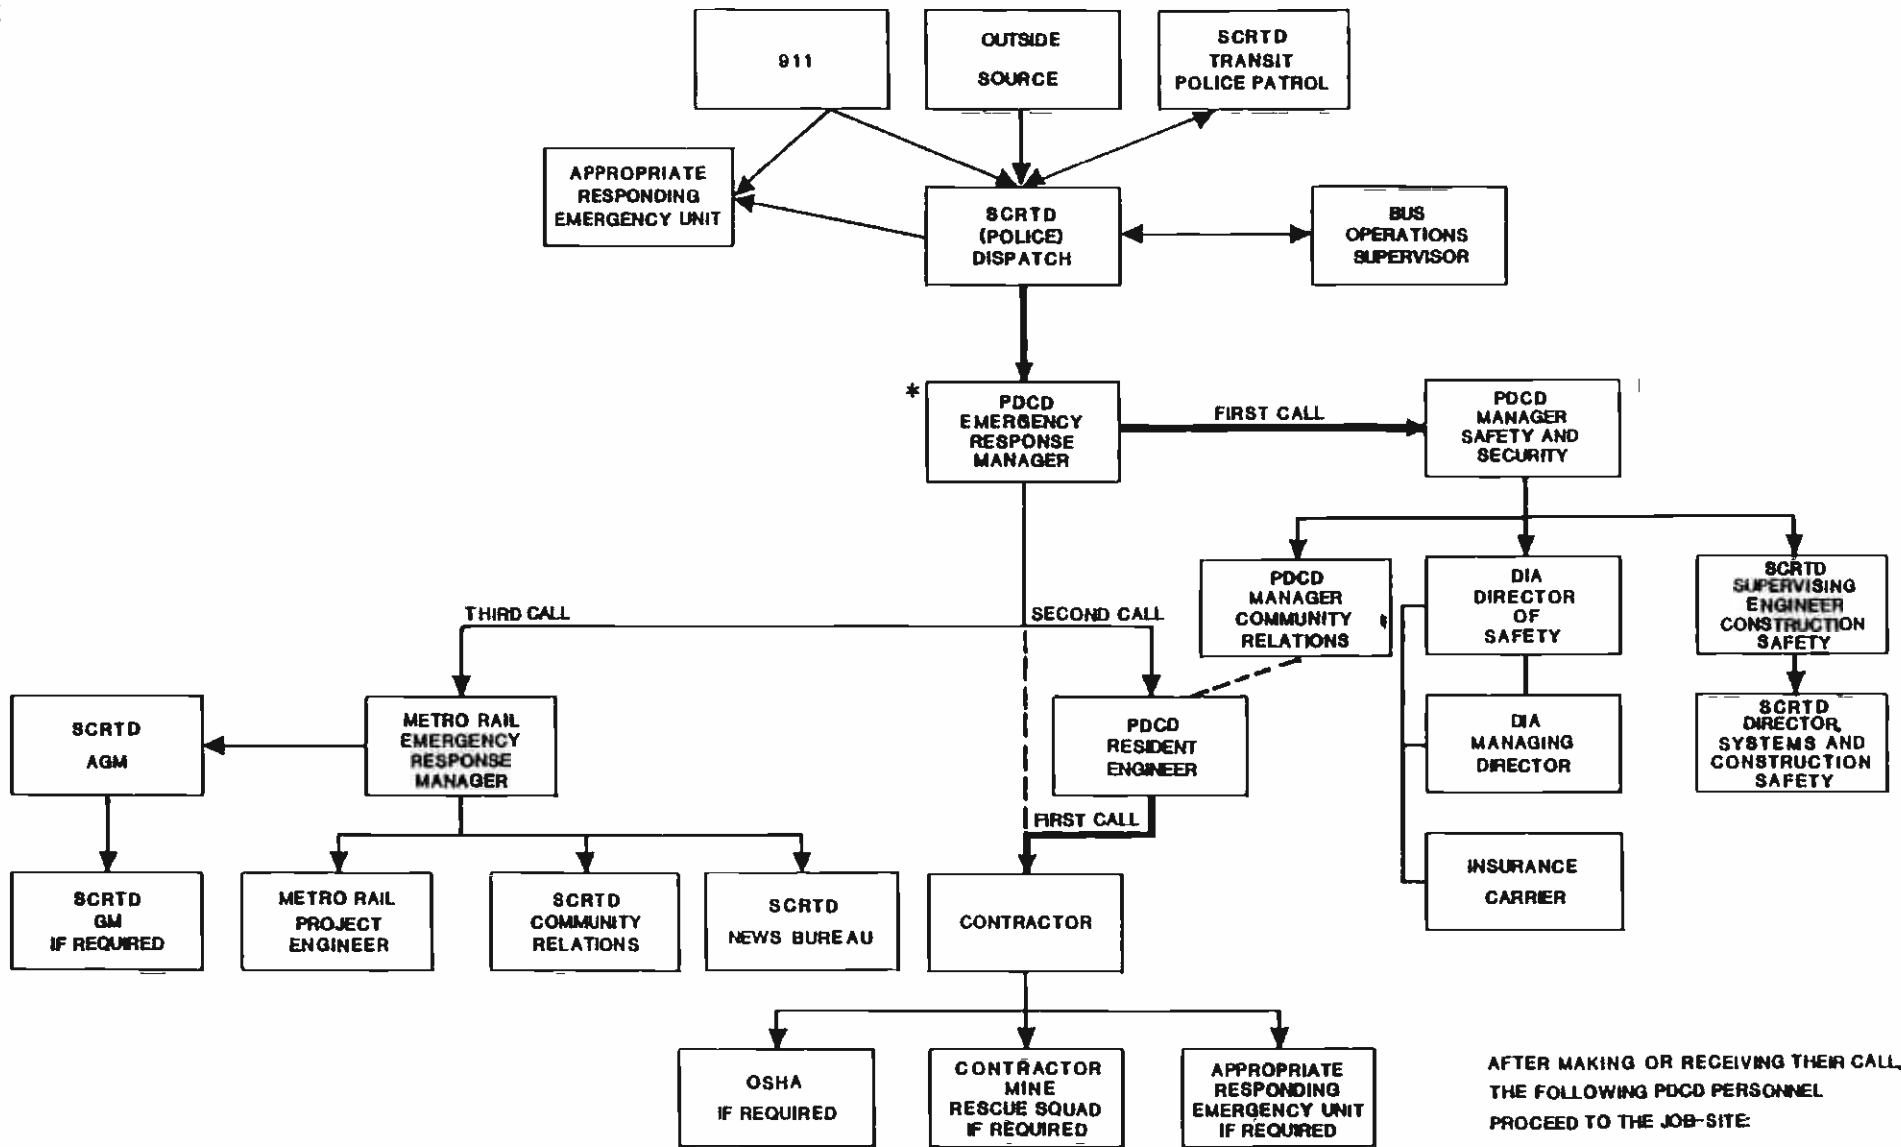 911
OUTSIDE
SOURCE
SCRTD
TRANSIT
POLICE PATROL
APPROPRIATE
RESPONDING
EMERGENCY UNIT
SCRTD
(POLICE)
DISPATCH
BUS
OPERATIONS
SUPERVISOR
*
PDCD
EMERGENCY
RESPONSE
MANAGER
FIRST CALL
PDCD
MANAGER
SAFETY AND
SECURITY
PDCD
MANAGER
COMMUNITY
RELATIONS
DIA
DIRECTOR
OF
SAFETY
SCRTD
SUPERVISING
ENGINEER
CONSTRUCTION
SAFETY
THIRD CALL
SECOND CALL
SCRTD
AGM
METRO RAIL
EMERGENCY
RESPONSE
MANAGER
PDCD
RESIDENT
ENGINEER
DIA
MANAGING
DIRECTOR
SCRTD
DIRECTOR,
SYSTEMS AND
CONSTRUCTION
SAFETY
FIRST CALL
SCRTD
GM
IF REQUIRED
METRO RAIL
PROJECT
ENGINEER
SCRTD
COMMUNITY
RELATIONS
SCRTD
NEWS BUREAU
CONTRACTOR
INSURANCE
CARRIER
OSHA
IF REQUIRED
CONTRACTOR
MINE
RESCUE SQUAD
IF REQUIRED
APPROPRIATE
RESPONDING
EMERGENCY UNIT
IF REQUIRED
AFTER MAKING OR RECEIVING THEIR CALL,
THE FOLLOWING PDCD PERSONNEL
PROCEED TO THE JOB-SITE: